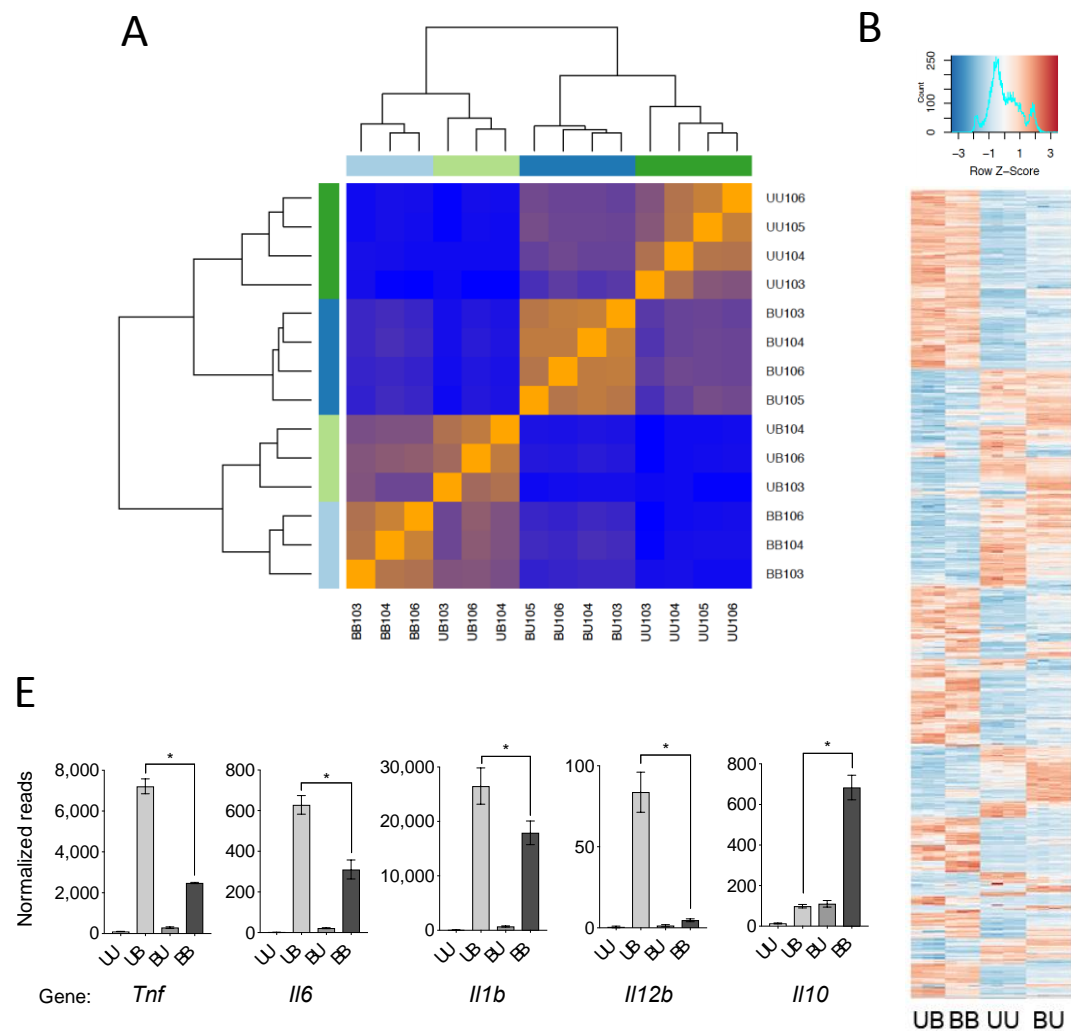 A
B
250
100
0
Count
−3
−1
1
3
Row Z−Score
UU106
UU105
UU104
UU103
BU103
BU104
BU106
BU105
UB104
UB106
UB103
BB106
BB104
BB103
BB103
BB104
BB106
UB103
UB106
UB104
BU105
BU106
BU104
BU103
UU103
UU104
UU105
UU106
UB BB UU BU
E
Normalized reads
8,000
6,000
4,000
2,000
0
*
UU
UB
BU
BB
800
600
400
200
0
*
UU
UB
BU
BB
30,000
20,000
10,000
0
*
UU
UB
BU
BB
100
50
0
*
UU
UB
BU
BB
800
600
400
200
0
*
UU
UB
BU
BB
Gene: Tnf Il6 Il1b Il12b Il10